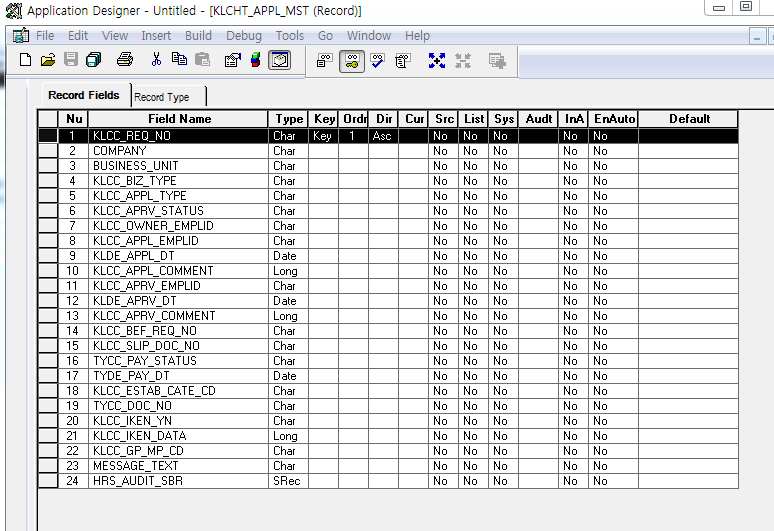 Application Designer - Untitled - [KLCHT_APPL_MST (Record)]
File Edit View Insert Build Debug Tools Go Window Help
Record Fields Record Type
Nu Field Name Type Key Ordr Dir Cur Src List Sys Audt InA EnAuto Default
1 KLCC_REQ_NO Char Key 1 Asc No No No No No
2 COMPANY Char No No No No No
3 BUSINESS_UNIT Char No No No No No
4 KLCC_BIZ_TYPE Char No No No No No
5 KLCC_APPL_TYPE Char No No No No No
6 KLCC_APRV_STATUS Char No No No No No
7 KLCC_OWNER_EMPLID Char No No No No No
8 KLCC_APPL_EMPLID Char No No No No No
9 KLDE_APPL_DT Date No No No No No
10 KLCC_APPL_COMMENT Long No No No No No
11 KLCC_APRV_EMPLID Char No No No No No
12 KLDE_APRV_DT Date No No No No No
13 KLCC_APRV_COMMENT Long No No No No No
14 KLCC_BEF_REQ_NO Char No No No No No
15 KLCC_SLIP_DOC_NO Char No No No No No
16 TYCC_PAY_STATUS Char No No No No No
17 TYDE_PAY_DT Date No No No No No
18 KLCC_ESTAB_CATE_CD Char No No No No No
19 TYCC_DOC_NO Char No No No No No
20 KLCC_IKEN_YN Char No No No No No
21 KLCC_IKEN_DATA Long No No No No No
22 KLCC_GP_MP_CD Char No No No No No
23 MESSAGE_TEXT Char No No No No No
24 HRS_AUDIT_SBR SRec No No No No No